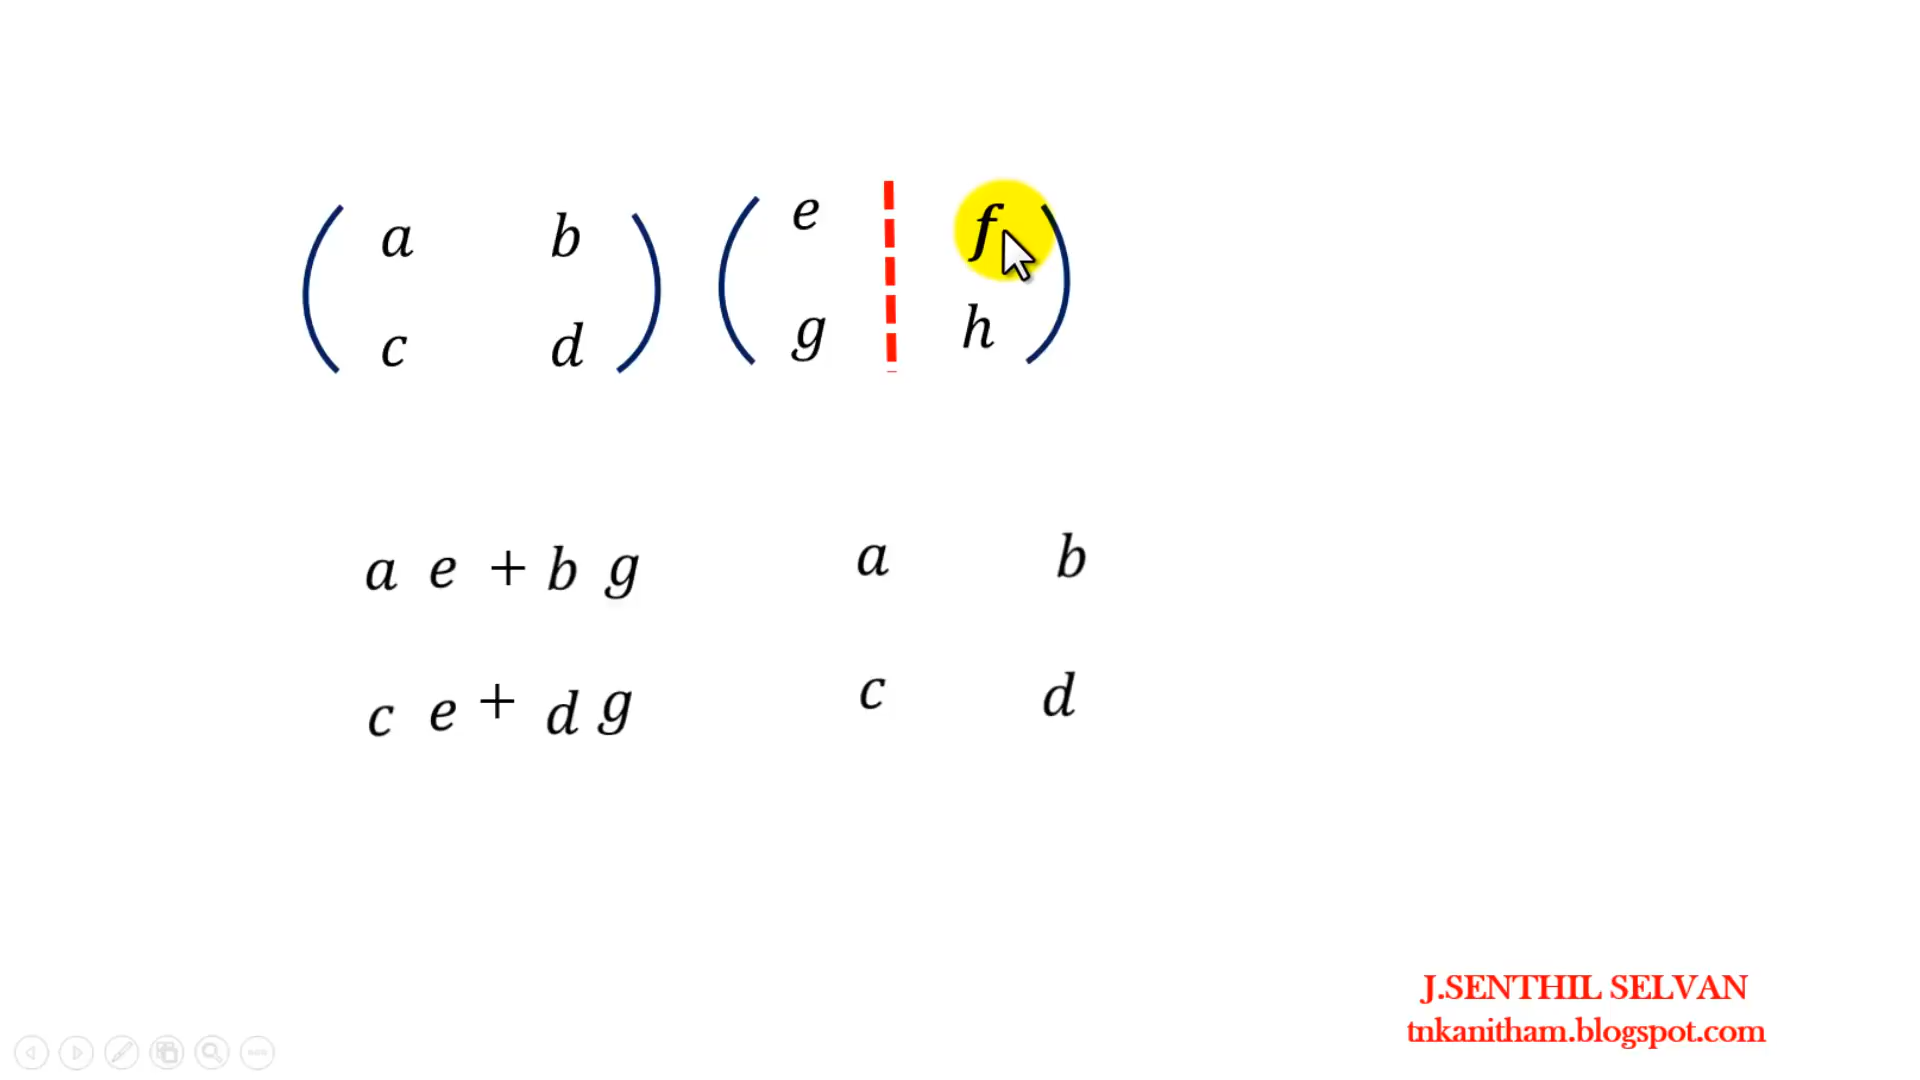 a b e f
c d g h
a e + b g a b
c e + d g c d
J.SENTHIL SELVAN
tnkanitham.blogspot.com